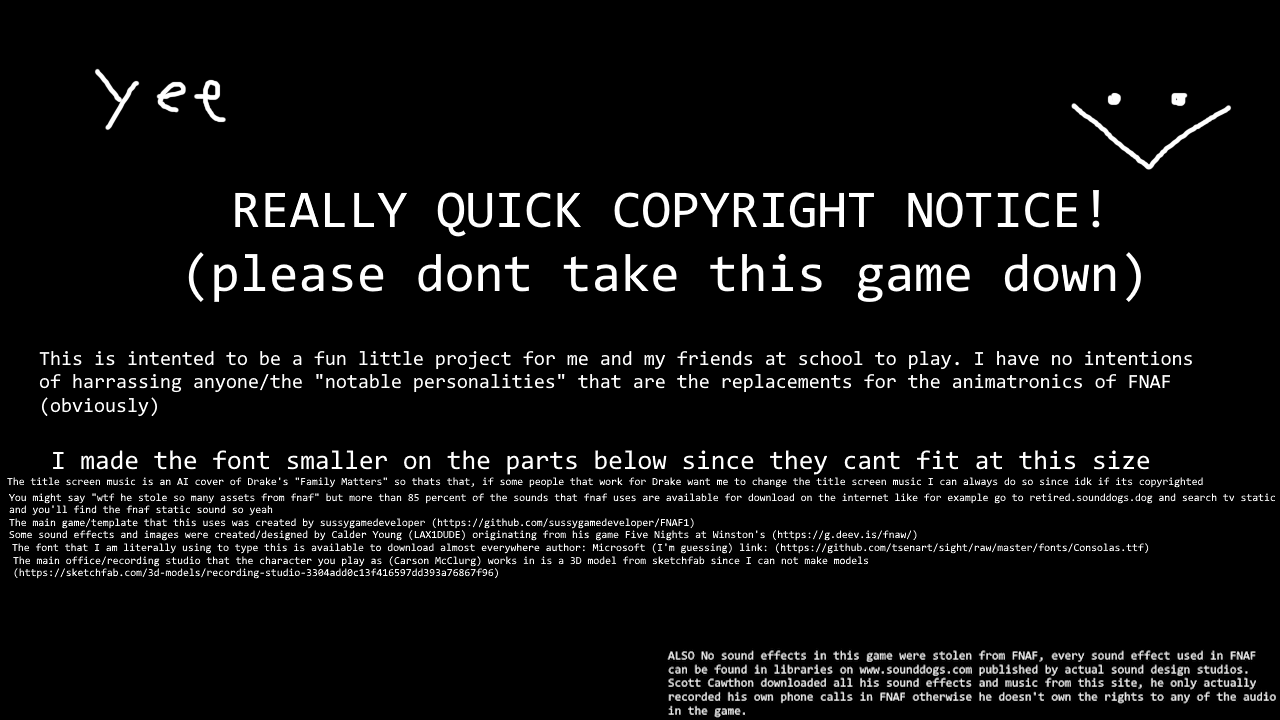 yee
REALLY QUICK COPYRIGHT NOTICE!
(please dont take this game down)
This is intented to be a fun little project for me and my friends at school to play. I have no intentions
of harrassing anyone/the "notable personalities" that are the replacements for the animatronics of FNAF
(obviously)
I made the font smaller on the parts below since they cant fit at this size
The title screen music is an AI cover of Drake's "Family Matters" so thats that, if some people that work for Drake want me to change the title screen music I can always do so since idk if its copyrighted
You might say "wtf he stole so many assets from fnaf" but more than 85 percent of the sounds that fnaf uses are available for download on the internet like for example go to retired.sounddogs.dog and search tv static
and you'll find the fnaf static sound so yeah
The main game/template that this uses was created by sussygamedeveloper (https://github.com/sussygamedeveloper/FNAF1)
Some sound effects and images were created/designed by Calder Young (LAX1DUDE) originating from his game Five Nights at Winston's (https://g.deev.is/fnaw/)
The font that I am literally using to type this is available to download almost everywhere author: Microsoft (I'm guessing) link: (https://github.com/tsenart/sight/raw/master/fonts/Consolas.ttf)
The main office/recording studio that the character you play as (Carson McClurg) works in is a 3D model from sketchfab since I can not make models
(https://sketchfab.com/3d-models/recording-studio-3304add0c13f416597dd393a76867f96)
ALSO No sound effects in this game were stolen from FNAF, every sound effect used in FNAF
can be found in libraries on www.sounddogs.com published by actual sound design studios.
Scott Cawthon downloaded all his sound effects and music from this site, he only actually
recorded his own phone calls in FNAF otherwise he doesn't own the rights to any of the audio
in the game.